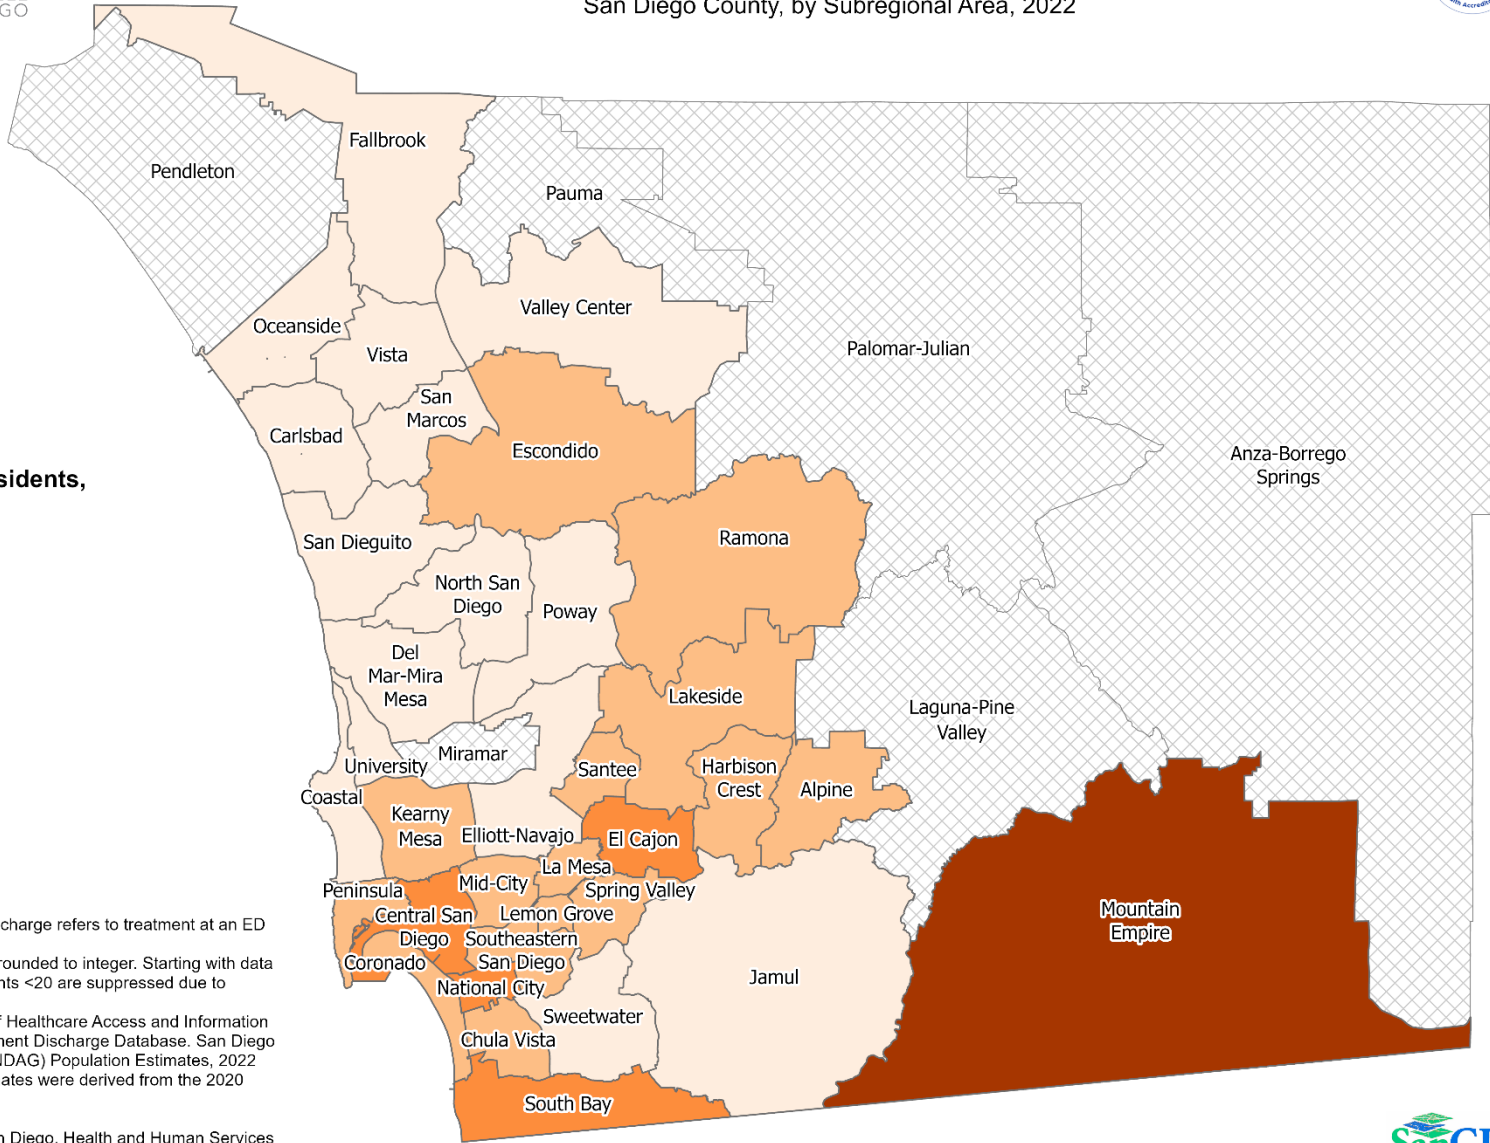 GO
San Diego County, by Subregional Area, 2022
Fallbrook
Pendleton
Pauma
Valley Center
Oceanside
Vista
Palomar-Julian
San
Marcos
Carlsbad
Escondido
Anza-Borrego
Springs
sidents,
San Dieguito
Ramona
North San
Diego
Poway
Del
Mar-Mira
Mesa
Lakeside
Laguna-Pine
Valley
Miramar
University
Santee
Harbison
Crest
Alpine
Coastal
Kearny
Mesa
Elliott-Navajo
El Cajon
La Mesa
Peninsula
Mid-City
Spring Valley
Central San
Diego
Lemon Grove
Southeastern
San Diego
Coronado
National City
Mountain
Empire
Jamul
Sweetwater
Chula Vista
South Bay
charge refers to treatment at an ED
rounded to integer. Starting with data
nts <20 are suppressed due to
f Healthcare Access and Information
nent Discharge Database. San Diego
NDAG) Population Estimates, 2022
ates were derived from the 2020
n Diego, Health and Human Services